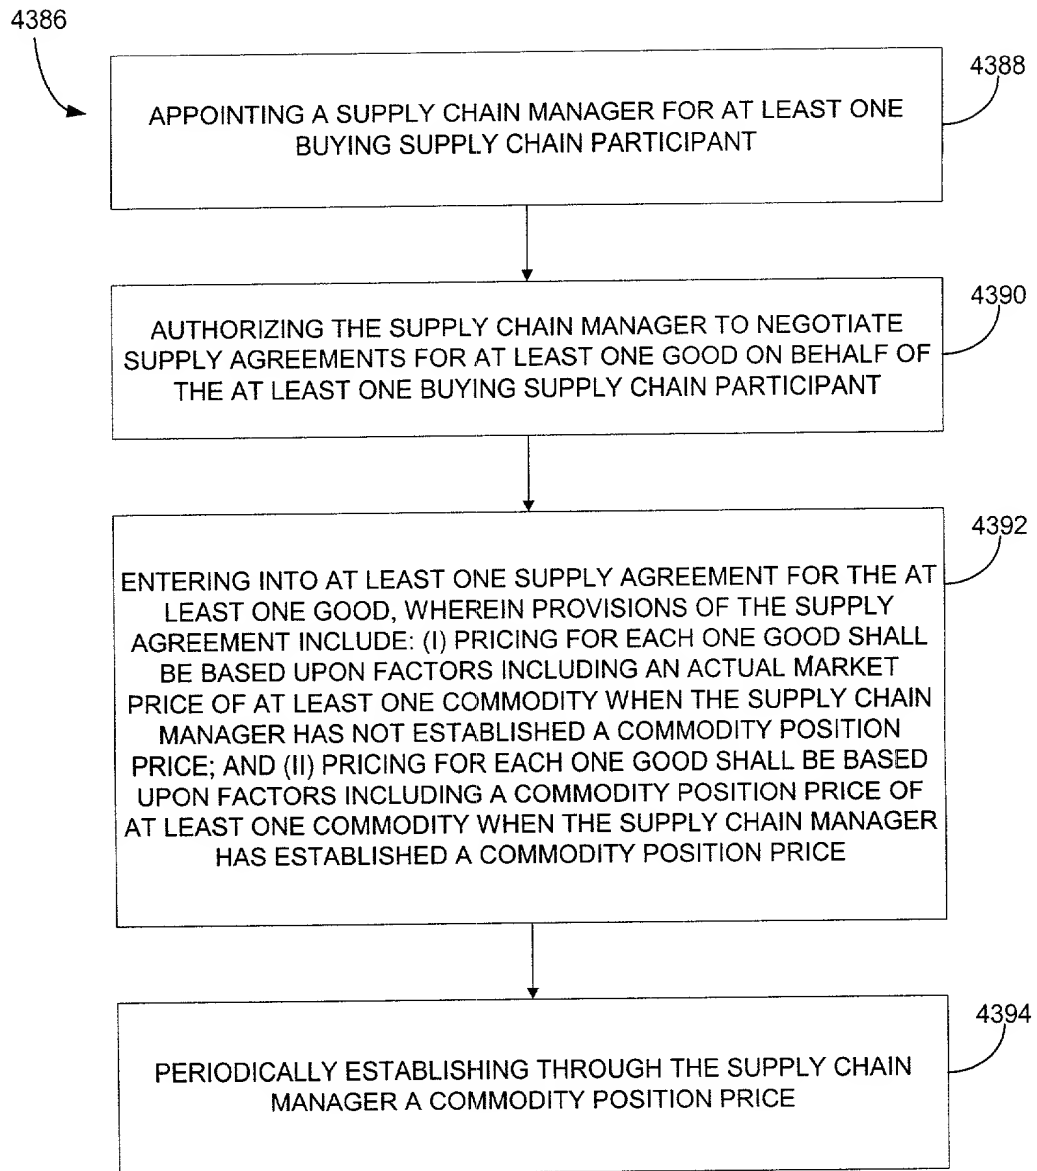 4386
4388
APPOINTING A SUPPLY CHAIN MANAGER FOR AT LEAST ONE
BUYING SUPPLY CHAIN PARTICIPANT
4390
AUTHORIZING THE SUPPLY CHAIN MANAGER TO NEGOTIATE
SUPPLY AGREEMENTS FOR AT LEAST ONE GOOD ON BEHALF OF
THE AT LEAST ONE BUYING SUPPLY CHAIN PARTICIPANT
4392
ENTERING INTO AT LEAST ONE SUPPLY AGREEMENT FOR THE AT
LEAST ONE GOOD, WHEREIN PROVISIONS OF THE SUPPLY
AGREEMENT INCLUDE: (I) PRICING FOR EACH ONE GOOD SHALL
BE BASED UPON FACTORS INCLUDING AN ACTUAL MARKET
PRICE OF AT LEAST ONE COMMODITY WHEN THE SUPPLY CHAIN
MANAGER HAS NOT ESTABLISHED A COMMODITY POSITION
PRICE; AND (II) PRICING FOR EACH ONE GOOD SHALL BE BASED
UPON FACTORS INCLUDING A COMMODITY POSITION PRICE OF
AT LEAST ONE COMMODITY WHEN THE SUPPLY CHAIN MANAGER
HAS ESTABLISHED A COMMODITY POSITION PRICE
4394
PERIODICALLY ESTABLISHING THROUGH THE SUPPLY CHAIN
MANAGER A COMMODITY POSITION PRICE